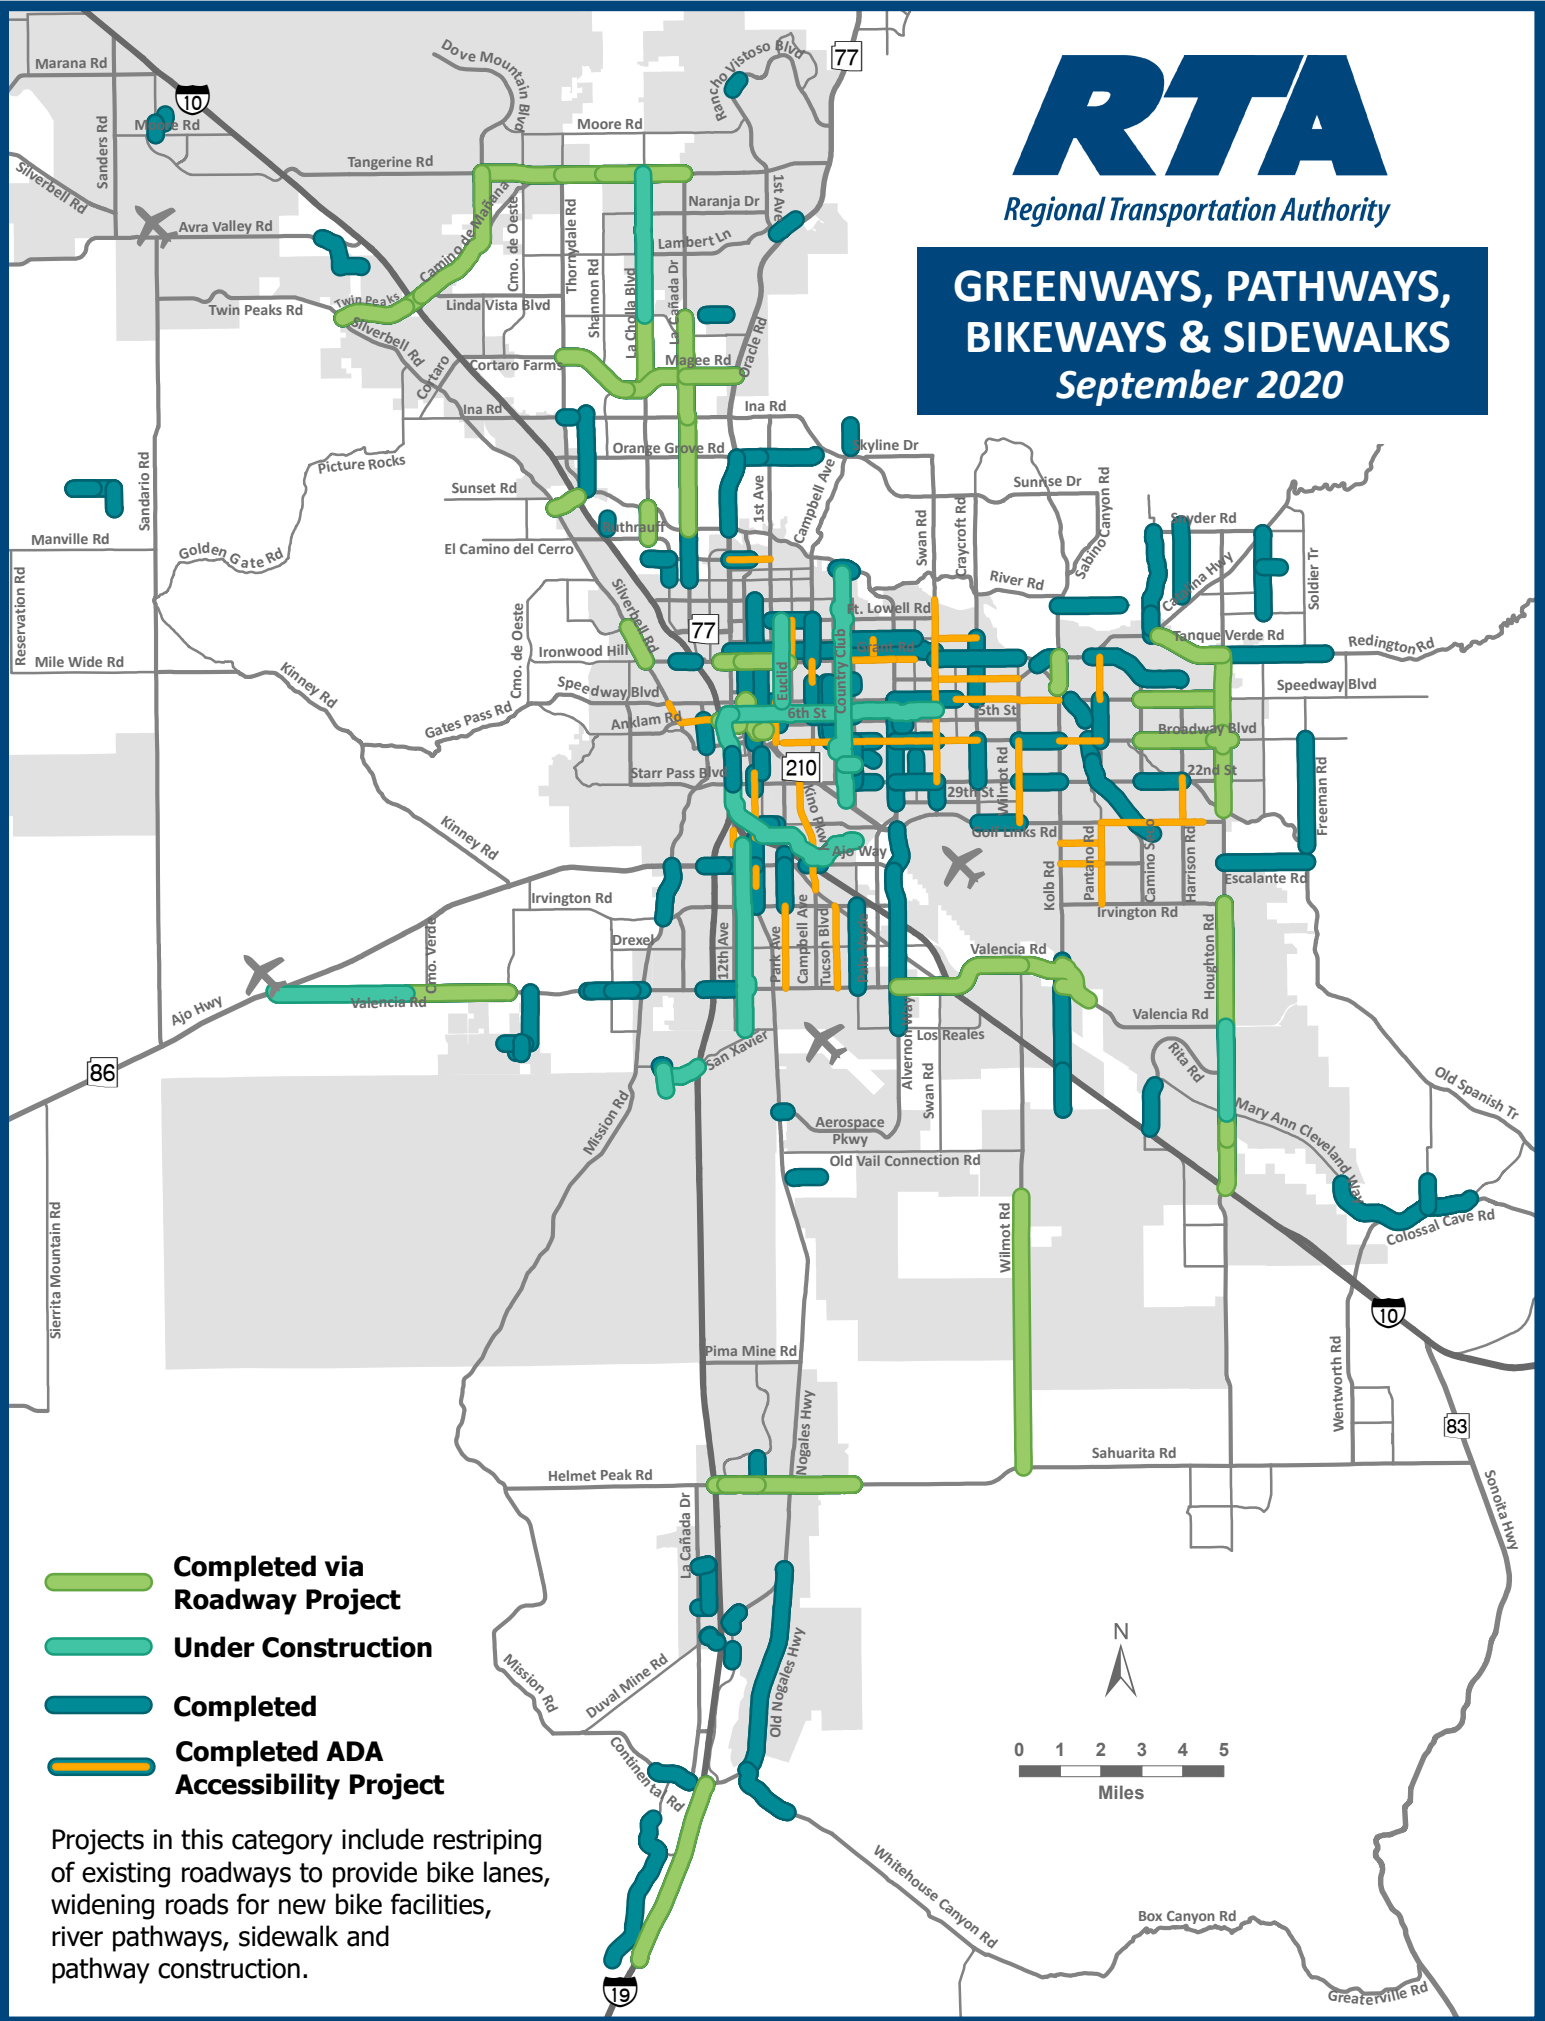 RTA
Regional Transportation Authority
GREENWAYS, PATHWAYS,
BIKEWAYS & SIDEWALKS
September 2020
Marana Rd
10
Moore Rd
Sanders Rd
Silverbell Rd
Dove Mountain Blvd
Rancho Vistoso Blvd
77
Moore Rd
Tangerine Rd
Avra Valley Rd
Camino de Mañana
Cmo. de Oeste
Thornydale Rd
Shannon Rd
La Cholla Blvd
La Cañada Dr
Naranja Dr
1st Ave
Lambert Ln
Twin Peaks Rd
Twin Peaks
Linda Vista Blvd
Silverbell Rd
Cortaro
Cortaro Farms
Magee Rd
Oracle Rd
Ina Rd
Ina Rd
Orange Grove Rd
Skyline Dr
Picture Rocks
Sunset Rd
Sandario Rd
1st Ave
Campbell Ave
Swan Rd
Craycroft Rd
Sunrise Dr
Sabino Canyon Rd
Snyder Rd
Ruthrauff
Manville Rd
Golden Gate Rd
El Camino del Cerro
River Rd
Catalina Hwy
Soldier Tr
Reservation Rd
Silverbell Rd
Ft. Lowell Rd
77
Cmo. de Oeste
Ironwood Hill
Grant Rd
Tanque Verde Rd
Redington Rd
Mile Wide Rd
Kinney Rd
Speedway Blvd
Euclid
Country Club
Speedway Blvd
Gates Pass Rd
Anklam Rd
6th St
5th St
Broadway Blvd
Starr Pass Blvd
210
22nd St
Wilmot Rd
29th St
Kino Pkwy
Freeman Rd
Kinney Rd
Golf Links Rd
Ajo Way
Kolb Rd
Pantano Rd
Camino Seco
Harrison Rd
Escalante Rd
Irvington Rd
Irvington Rd
Drexel
12th Ave
Park Ave
Campbell Ave
Tucson Blvd
Palo Verde
Cmo. Verde
Valencia Rd
Houghton Rd
Ajo Hwy
Valencia Rd
Valencia Rd
Alvernon Way
Los Reales
San Xavier
Swan Rd
Rita Rd
86
Mission Rd
Aerospace
Pkwy
Old Vail Connection Rd
Mary Ann Cleveland Way
Old Spanish Tr
Colossal Cave Rd
Sierrita Mountain Rd
Wilmot Rd
10
Pima Mine Rd
Wentworth Rd
Nogales Hwy
83
Sahuarita Rd
Helmet Peak Rd
La Cañada Dr
Sonoita Hwy
Completed via
Roadway Project
Under Construction
Completed
Completed ADA
Accessibility Project
Mission Rd
Duval Mine Rd
Old Nogales Hwy
Continental Rd
N
0 1 2 3 4 5
Miles
Projects in this category include restriping
of existing roadways to provide bike lanes,
widening roads for new bike facilities,
river pathways, sidewalk and
pathway construction.
Whitehouse Canyon Rd
Box Canyon Rd
Greaterville Rd
19